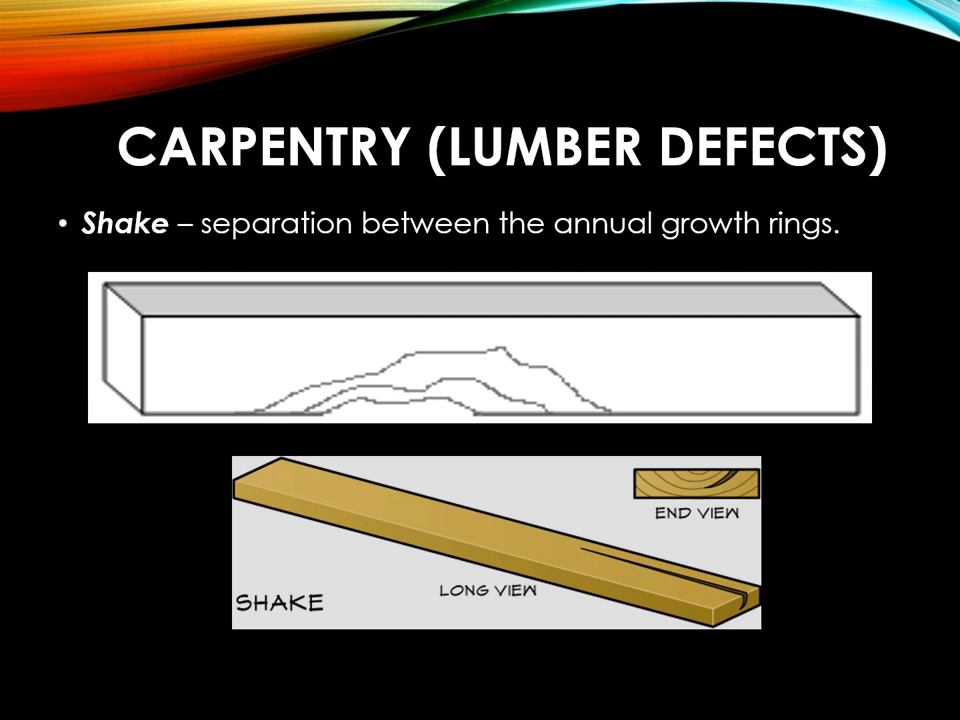 CARPENTRY (LUMBER DEFECTS)
• Shake – separation between the annual growth rings.
END VIEW
LONG VIEW
SHAKE